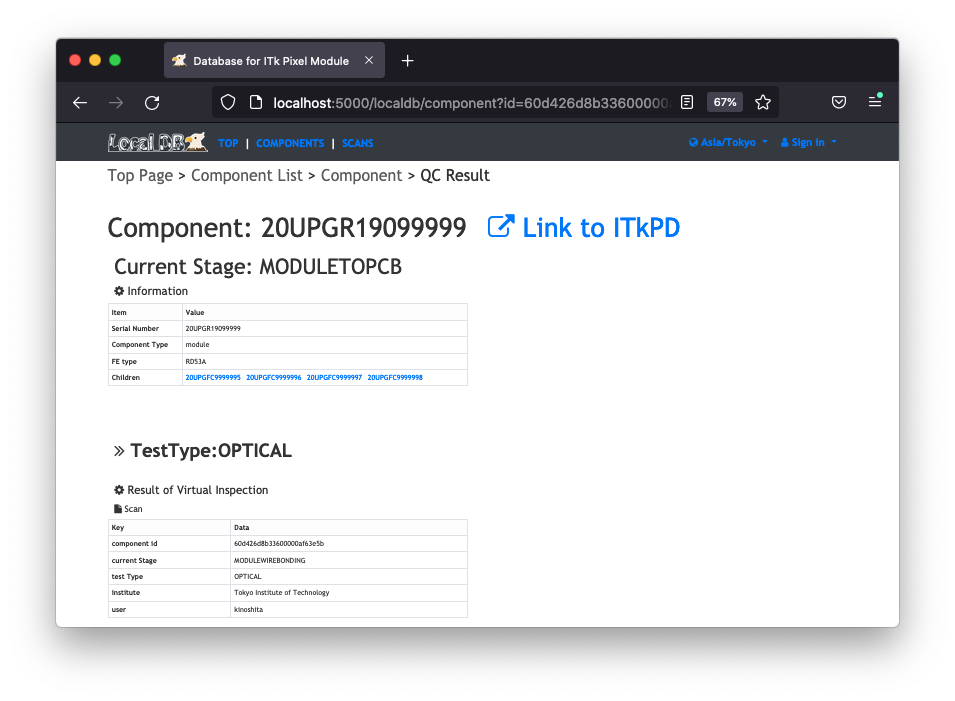 Database for ITk Pixel Module
localhost:5000/localdb/component?id=60d426d8b33600000 67%
Local DB TOP | COMPONENTS | SCANS Asia/Tokyo Sign in
Top Page > Component List > Component > QC Result
Component: 20UPGR19099999 Link to ITkPD
Current Stage: MODULETOPCB
Information
Item Value
Serial Number 20UPGR19099999
Component Type module
FE type RD53A
Children 20UPGFC9999995 20UPGFC9999996 20UPGFC9999997 20UPGFC9999998
» TestType:OPTICAL
Result of Virtual Inspection
Scan
Key Data
component id 60d426d8b33600000af63e5b
current Stage MODULEWIREBONDING
test Type OPTICAL
institute Tokyo Institute of Technology
user kinoshita